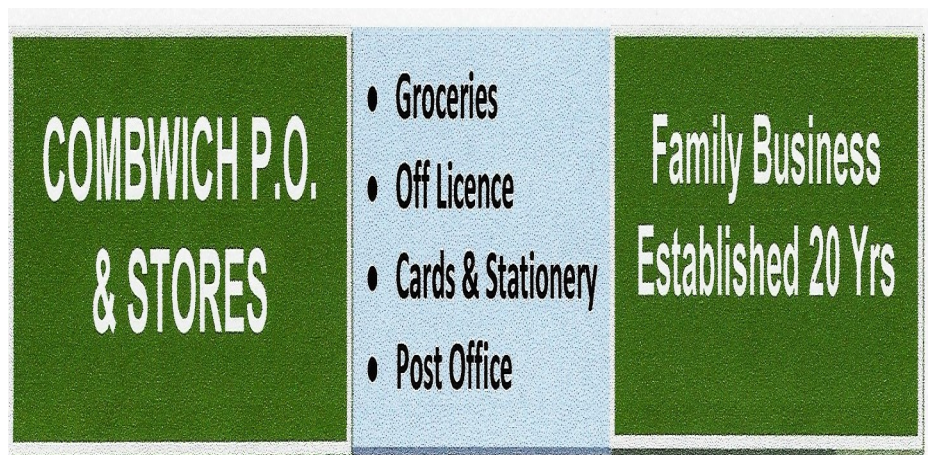 COMBWICH P.O.
& STORES
• Groceries
• Off Licence
• Cards & Stationery
• Post Office
Family Business
Established 20 Yrs